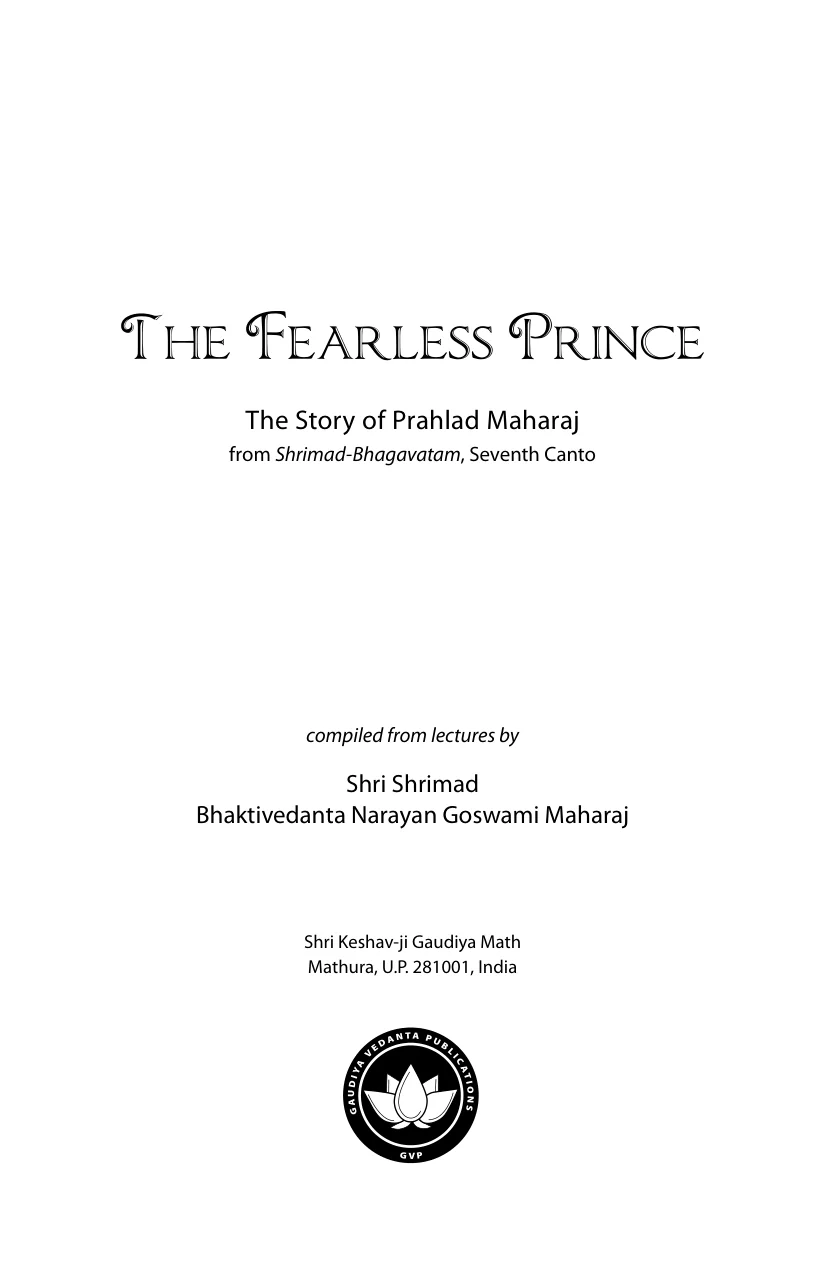 The Fearless Prince
The Story of Prahlad Maharaj
from Shrimad-Bhagavatam, Seventh Canto
compiled from lectures by
Shri Shrimad
Bhaktivedanta Narayan Goswami Maharaj
Shri Keshav-ji Gaudiya Math
Mathura, U.P. 281001, India
GAUDIYA VEDANTA PUBLICATIONS
GVP